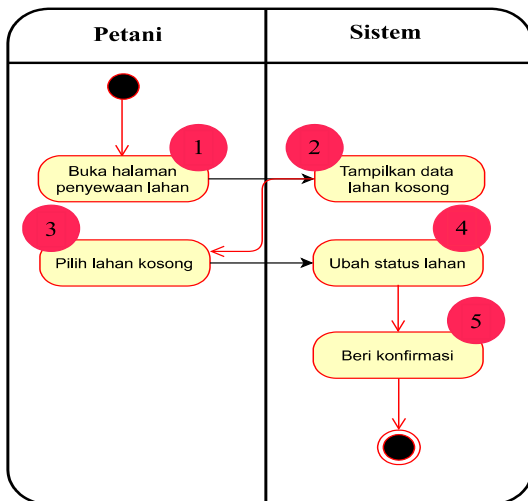 Petani
Sistem
1
2
Buka halaman
penyewaan lahan
Tampilkan data
lahan kosong
3
4
Pilih lahan kosong
Ubah status lahan
5
Beri konfirmasi